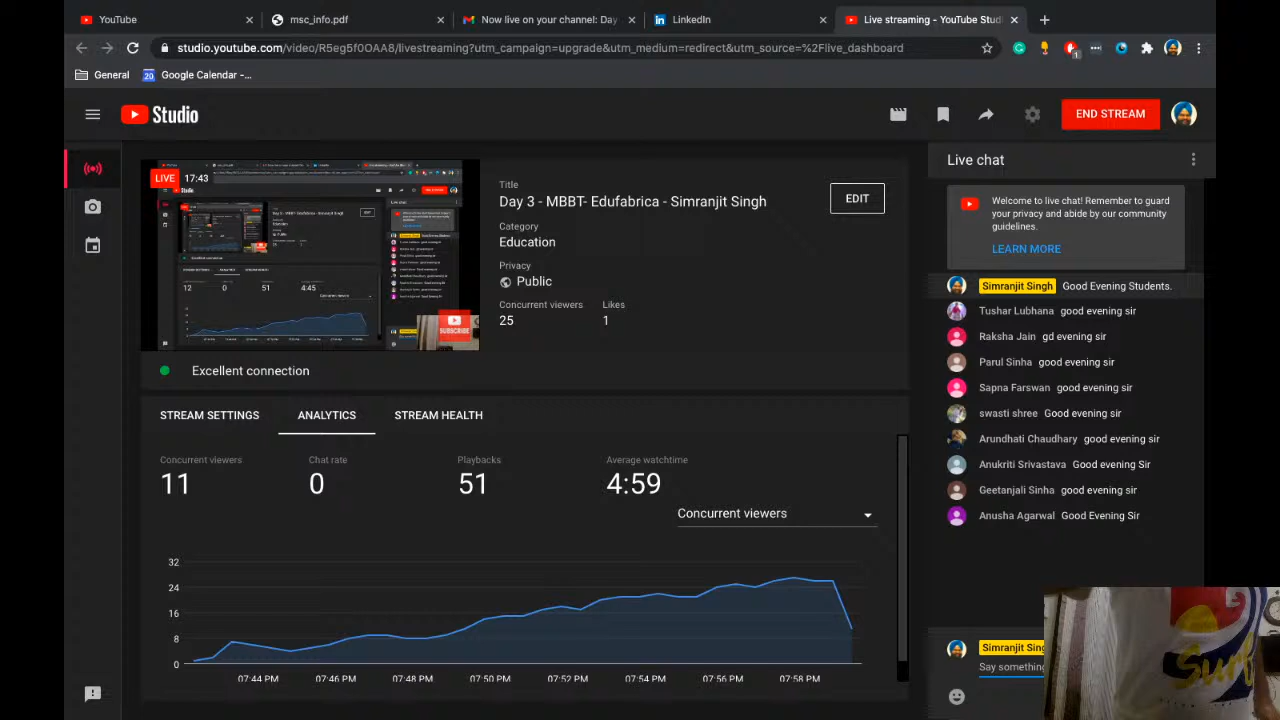 YouTube
msc_info.pdf
Now live on your channel: Day
LinkedIn
Live streaming - YouTube Studi
studio.youtube.com/video/R5eg5f0OAA8/livestreaming?utm_campaign=upgrade&utm_medium=redirect&utm_source=%2Flive_dashboard
1
General
20 Google Calendar -...
Studio
END STREAM
LIVE 17:43
SUBSCRIBE
Title
Day 3 - MBBT- Edufabrica - Simranjit Singh
EDIT
Category
Education
Privacy
Public
Concurrent viewers Likes
25 1
Excellent connection
STREAM SETTINGS ANALYTICS STREAM HEALTH
Concurrent viewers Chat rate Playbacks Average watchtime
11 0 51 4:59
Concurrent viewers
32
24
16
8
0
07:44 PM 07:46 PM 07:48 PM 07:50 PM 07:52 PM 07:54 PM 07:56 PM 07:58 PM
Live chat
Welcome to live chat! Remember to guard
your privacy and abide by our community
guidelines.
LEARN MORE
Simranjit Singh Good Evening Students.
Tushar Lubhana good evening sir
Raksha Jain gd evening sir
Parul Sinha good evening sir
Sapna Farswan good evening sir
swasti shree Good evening sir
Arundhati Chaudhary good evening sir
Anukriti Srivastava Good evening Sir
Geetanjali Sinha good evening sir
Anusha Agarwal Good Evening Sir
Simranjit Sing
Say something
Surf